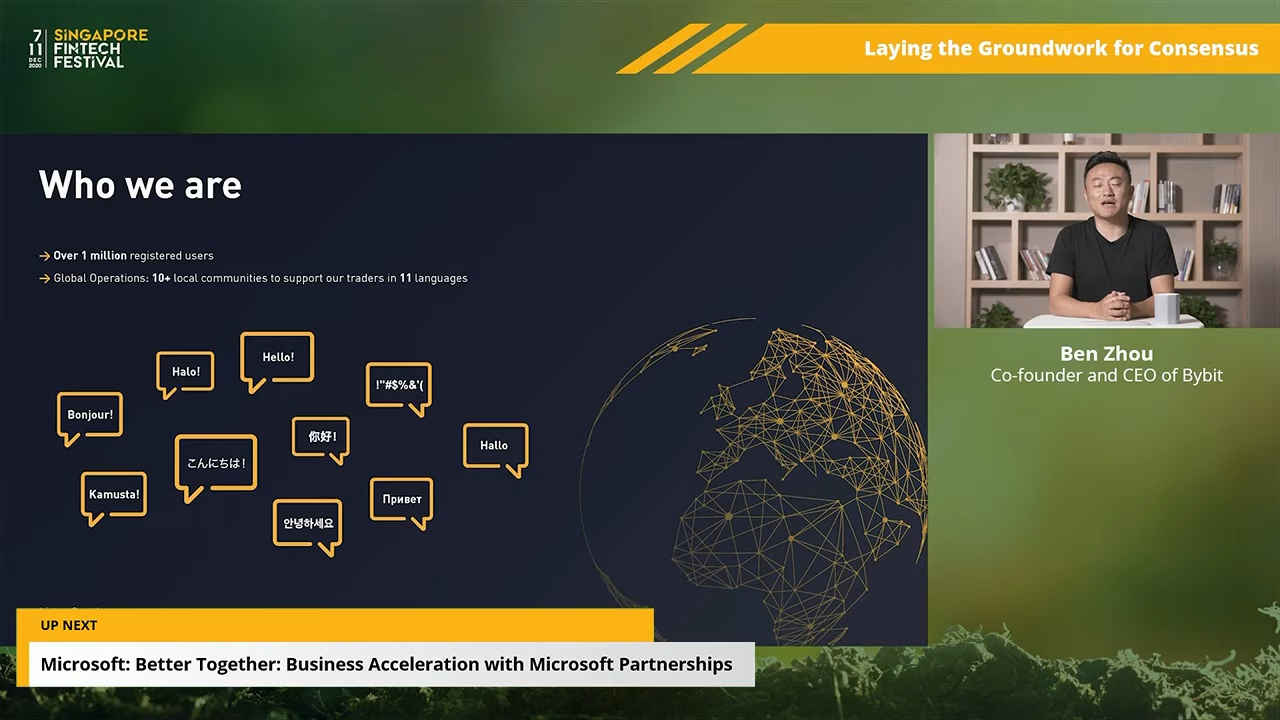 7
11
DEC
2020
SINGAPORE
FINTECH
FESTIVAL
Laying the Groundwork for Consensus
Who we are
Over 1 million registered users
Global Operations: 10+ local communities to support our traders in 11 languages
Hello!
Halo!
!"#$%&'(
Bonjour!
你好!
Hallo
こんにちは!
Kamusta!
Привет
안녕하세요
Ben Zhou
Co-founder and CEO of Bybit
UP NEXT
Microsoft: Better Together: Business Acceleration with Microsoft Partnerships